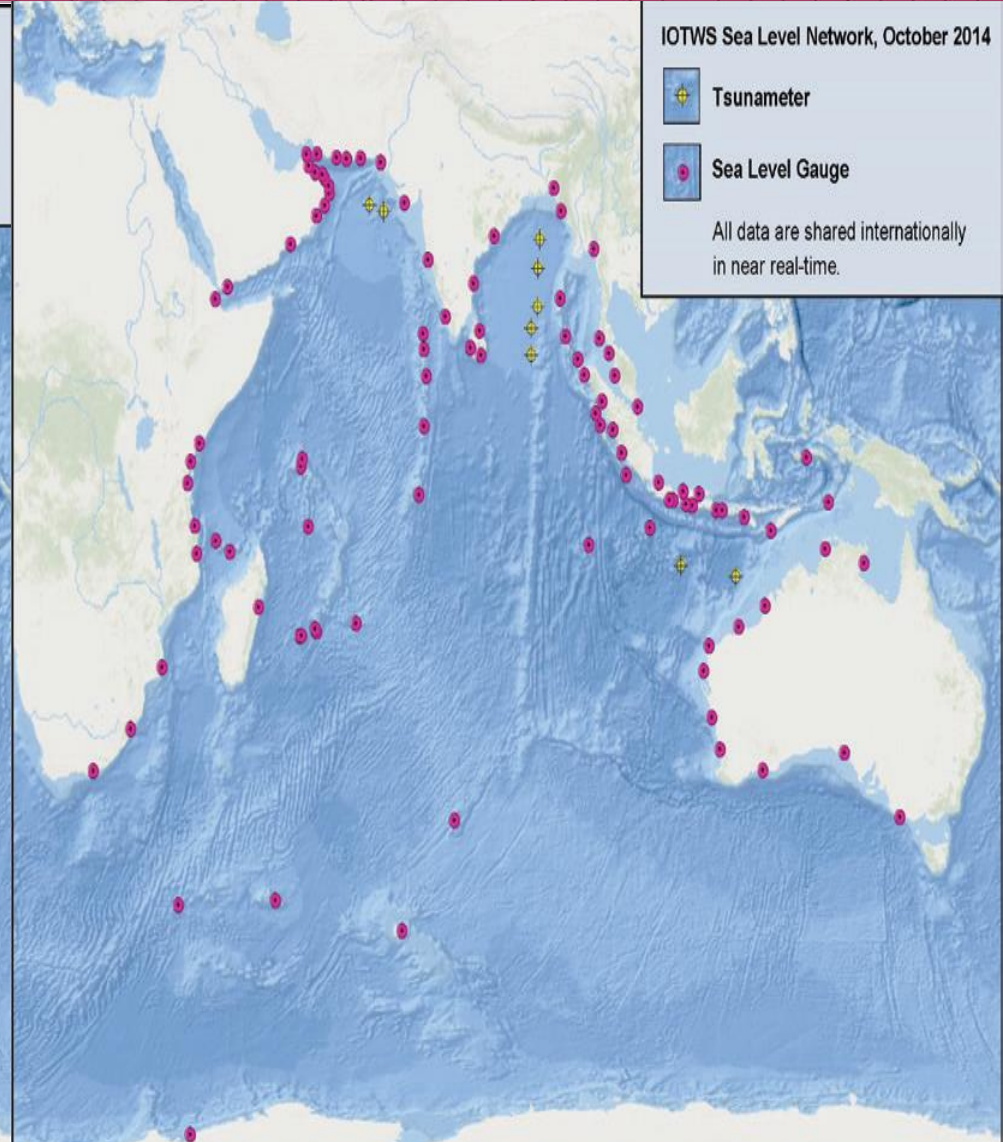 IOTWS Sea Level Network, October 2014
Tsunameter
Sea Level Gauge
All data are shared internationally
in near real-time.